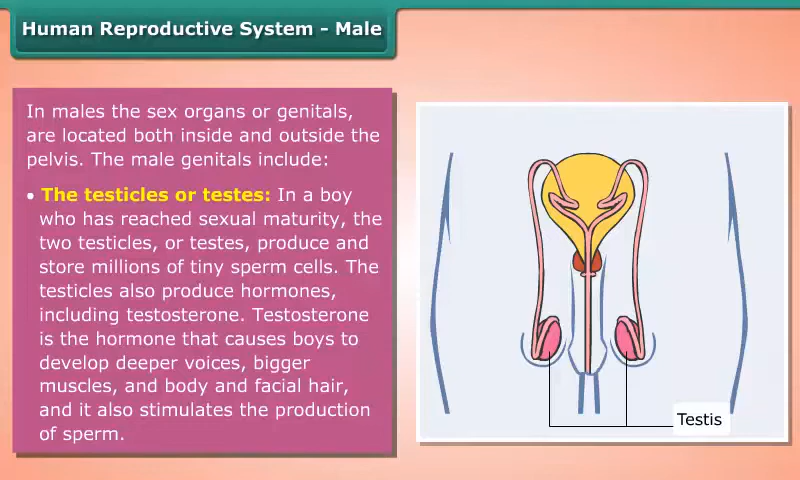 Human Reproductive System - Male
In males the sex organs or genitals,
are located both inside and outside the
pelvis. The male genitals include:
• The testicles or testes: In a boy
who has reached sexual maturity, the
two testicles, or testes, produce and
store millions of tiny sperm cells. The
testicles also produce hormones,
including testosterone. Testosterone
is the hormone that causes boys to
develop deeper voices, bigger
muscles, and body and facial hair,
and it also stimulates the production
of sperm.
Testis